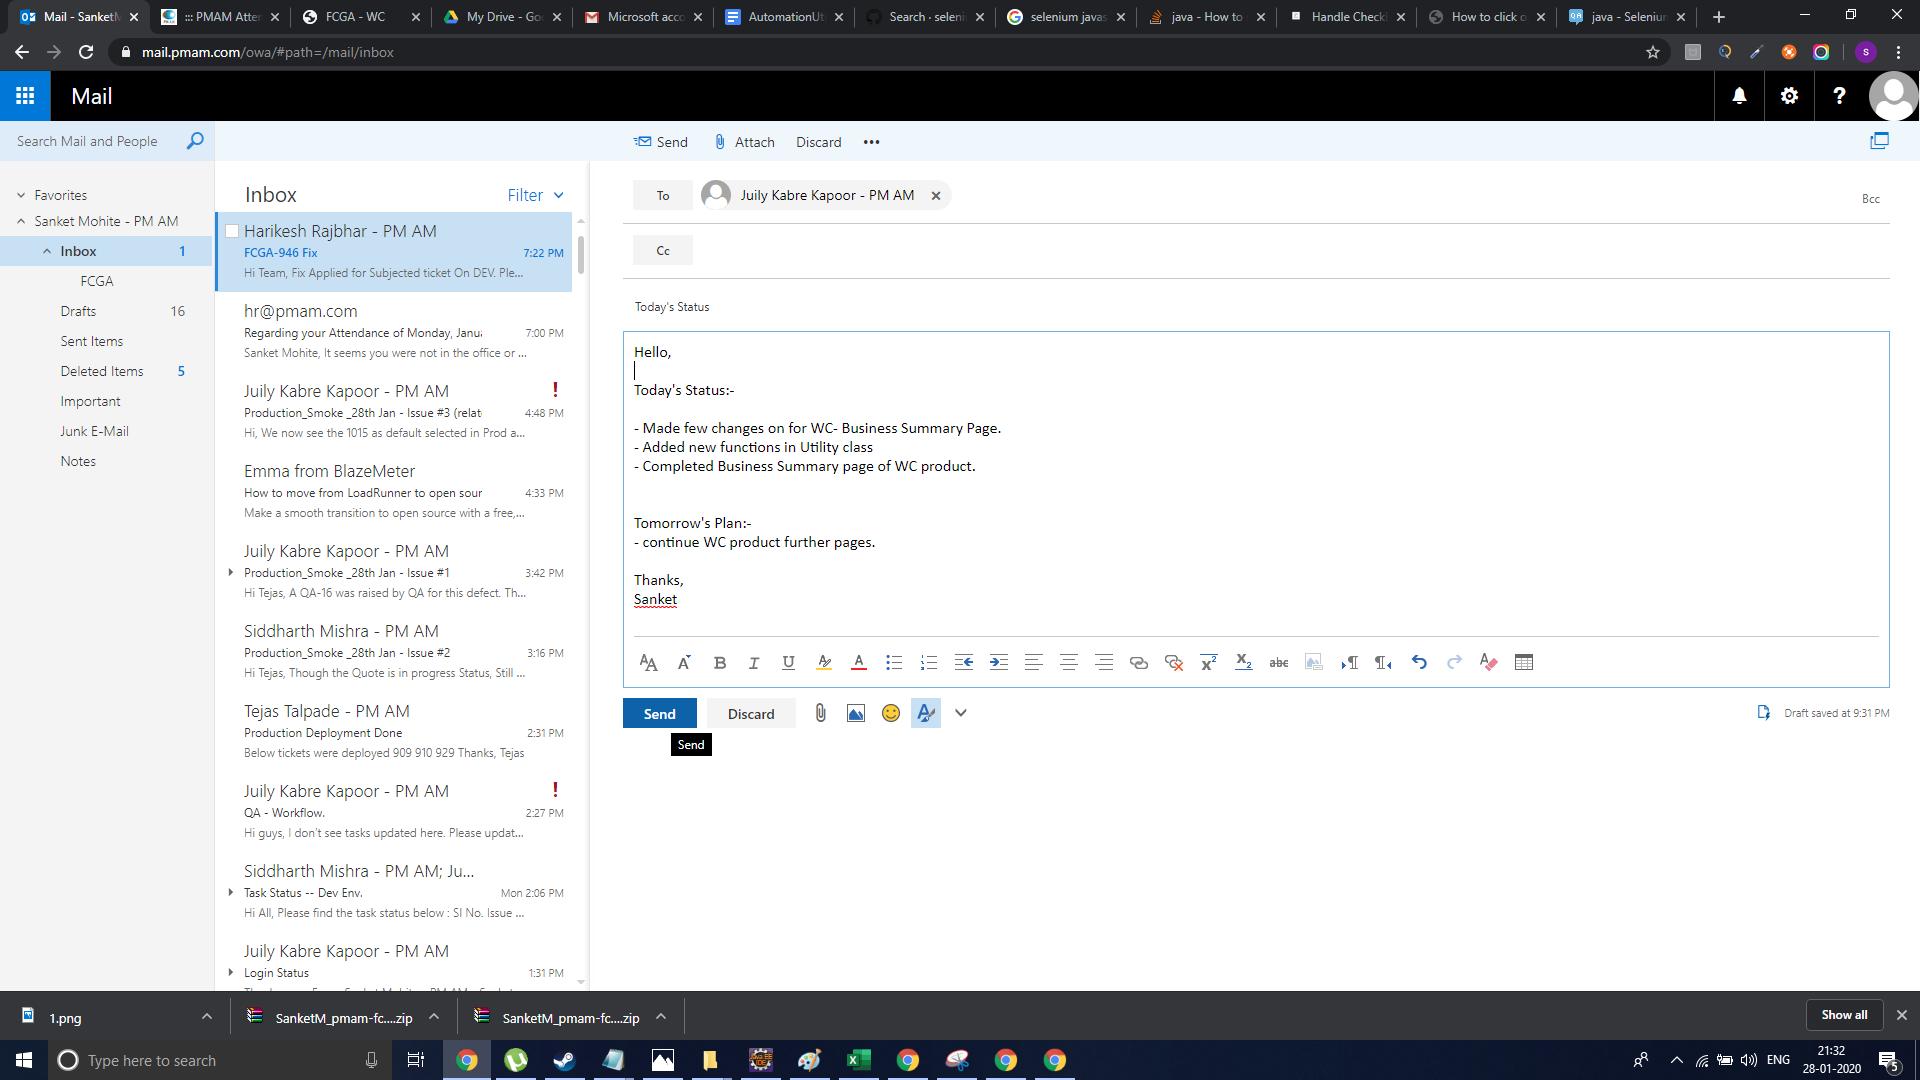 Mail - SanketM
::: PMAM Atter
FCGA - WC
My Drive - Go
Microsoft acco
AutomationUt
Search · seleni
selenium javas
java - How to
Handle Check
How to click o
java - Seleniun
mail.pmam.com/owa/#path=/mail/inbox
s
Mail
?
Search Mail and People
Send
Attach
Discard
•••
Favorites
Sanket Mohite - PM AM
Inbox 1
FCGA
Drafts 16
Sent Items
Deleted Items 5
Important
Junk E-Mail
Notes
Inbox
Filter
Harikesh Rajbhar - PM AM
FCGA-946 Fix 7:22 PM
Hi Team, Fix Applied for Subjected ticket On DEV. Ple...
hr@pmam.com
Regarding your Attendance of Monday, Janua 7:00 PM
Sanket Mohite, It seems you were not in the office or ...
Juily Kabre Kapoor - PM AM !
Production_Smoke _28th Jan - Issue #3 (relat 4:48 PM
Hi, We now see the 1015 as default selected in Prod a...
Emma from BlazeMeter
How to move from LoadRunner to open sour 4:33 PM
Make a smooth transition to open source with a free,...
Juily Kabre Kapoor - PM AM
Production_Smoke _28th Jan - Issue #1 3:42 PM
Hi Tejas, A QA-16 was raised by QA for this defect. Th...
Siddharth Mishra - PM AM
Production_Smoke _28th Jan - Issue #2 3:16 PM
Hi Tejas, Though the Quote is in progress Status, Still ...
Tejas Talpade - PM AM
Production Deployment Done 2:31 PM
Below tickets were deployed 909 910 929 Thanks, Tejas
Juily Kabre Kapoor - PM AM !
QA - Workflow. 2:27 PM
Hi guys, I don't see tasks updated here. Please updat...
Siddharth Mishra - PM AM; Ju...
Task Status -- Dev Env. Mon 2:06 PM
Hi All, Please find the task status below : Sl No. Issue ...
Juily Kabre Kapoor - PM AM
Login Status 1:31 PM
To Juily Kabre Kapoor - PM AM Bcc
Cc
Today's Status
Hello,
Today's Status:-
- Made few changes on for WC- Business Summary Page.
- Added new functions in Utility class
- Completed Business Summary page of WC product.
Tomorrow's Plan:-
- continue WC product further pages.
Thanks,
Sanket
Send
Discard
Draft saved at 9:31 PM
Send
1.png
SanketM_pmam-fc....zip
SanketM_pmam-fc....zip
Show all
Type here to search
ENG
21:32
28-01-2020
5